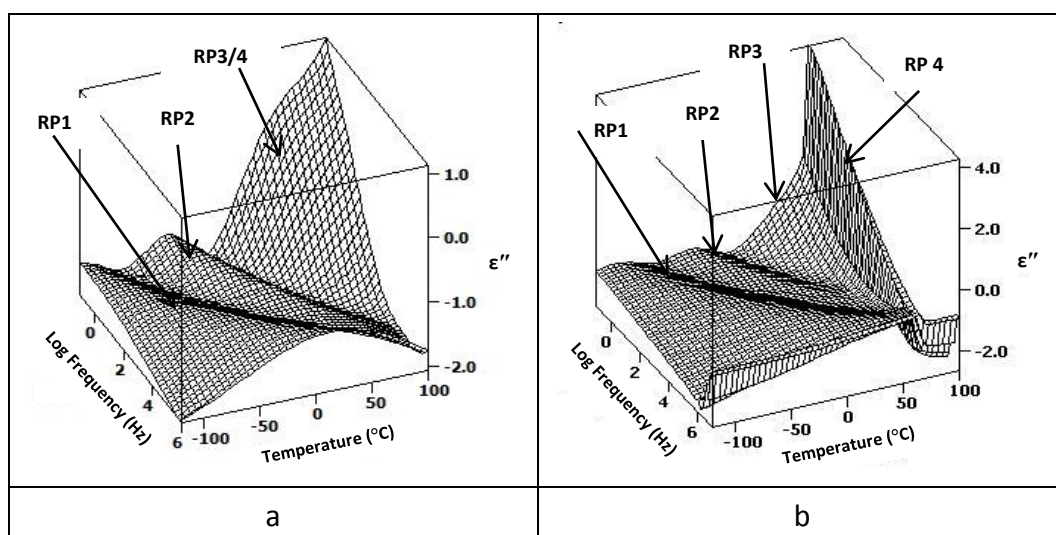 RP3/4
RP1
RP2
1.0
0.0
-1.0
-2.0
ε″
0
2
4
6
-100
-50
0
50
100
Log Frequency (Hz)
Temperature (°C)
a
RP3
RP 4
RP1
RP2
4.0
2.0
0.0
-2.0
ε″
0
2
4
6
-100
-50
0
50
100
Log Frequency (Hz)
Temperature (°C)
b